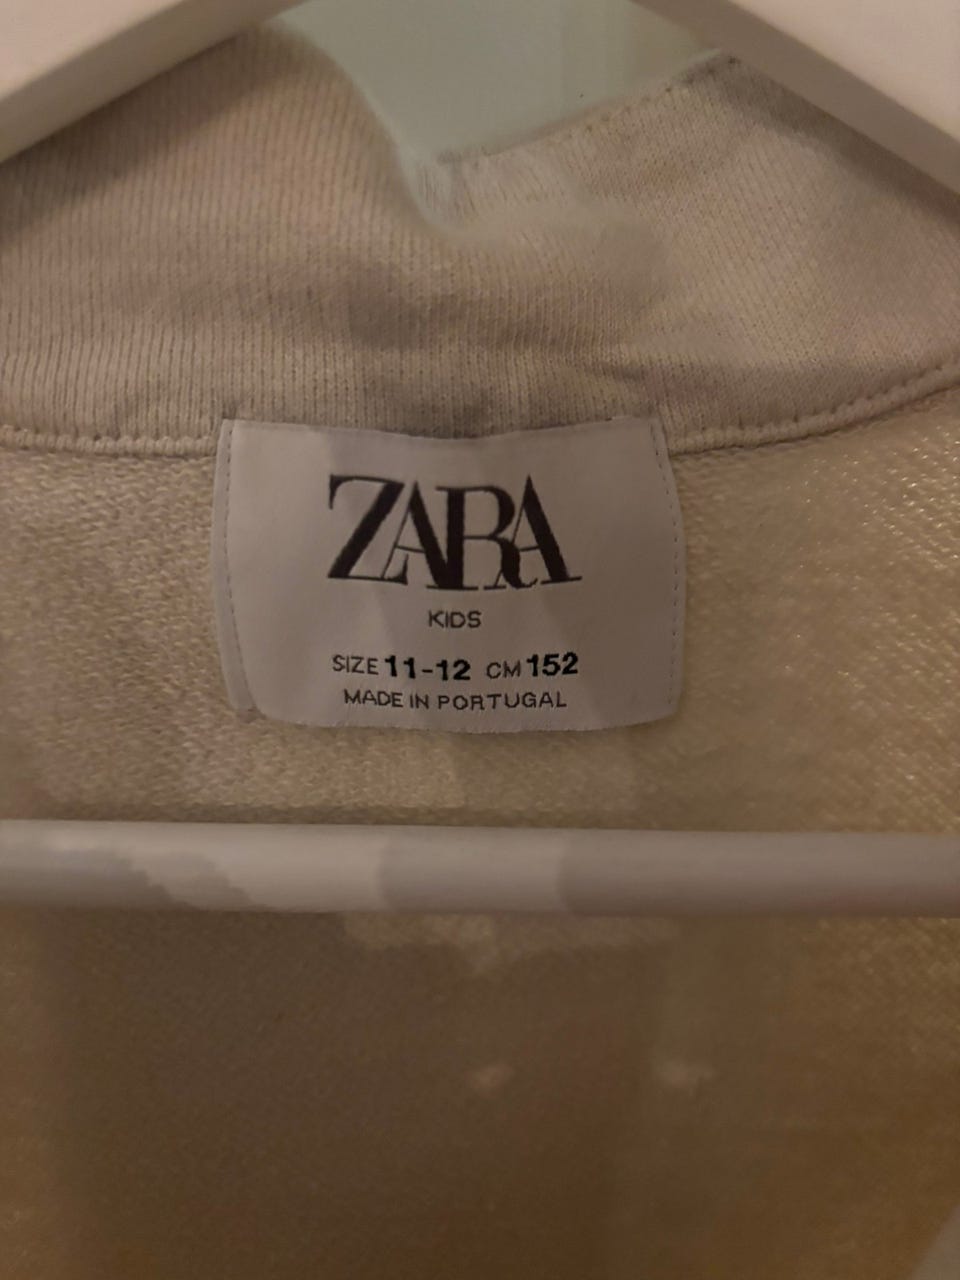 ZARA
KIDS
SIZE 11-12 CM 152
MADE IN PORTUGAL